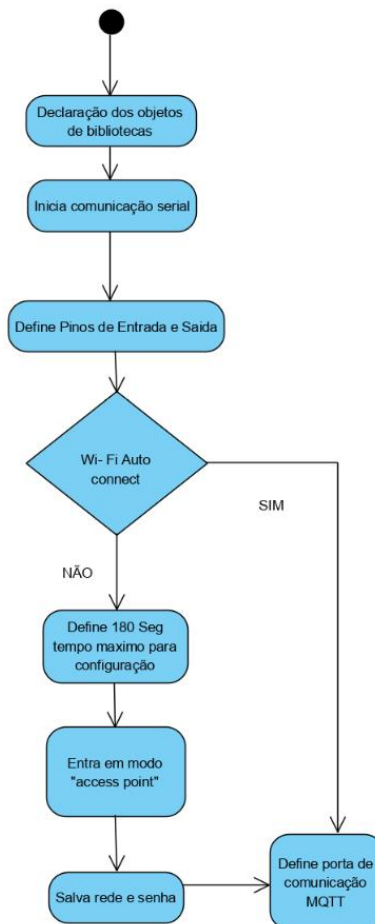 Declaração dos objetos
de bibliotecas
Inicia comunicação serial
Define Pinos de Entrada e Saida
Wi- Fi Auto
connect
SIM
NÃO
Define 180 Seg
tempo maximo para
configuração
Entra em modo
"access point"
Salva rede e senha
Define porta de
comunicação
MQTT